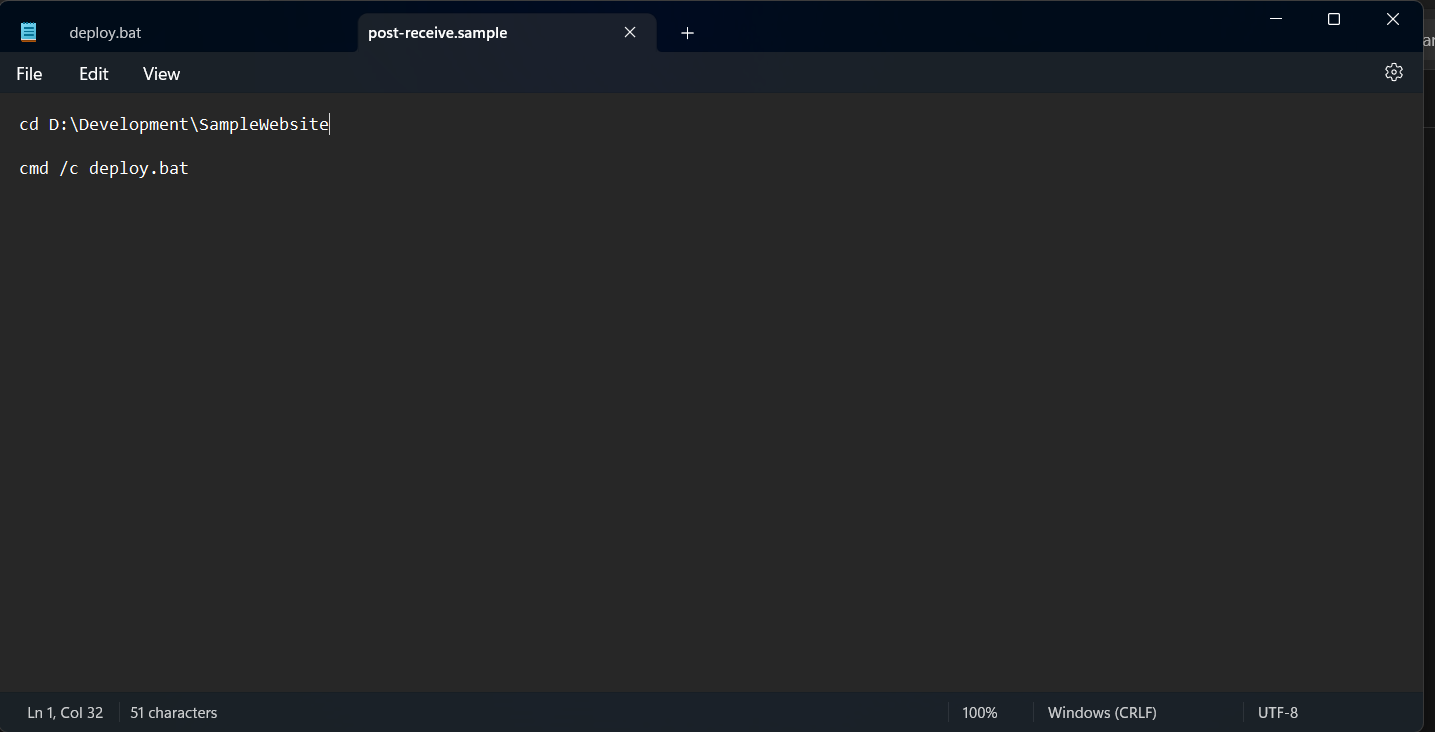 deploy.bat
post-receive.sample
File Edit View
cd D:\Development\SampleWebsite
cmd /c deploy.bat
Ln 1, Col 32 51 characters 100% Windows (CRLF) UTF-8